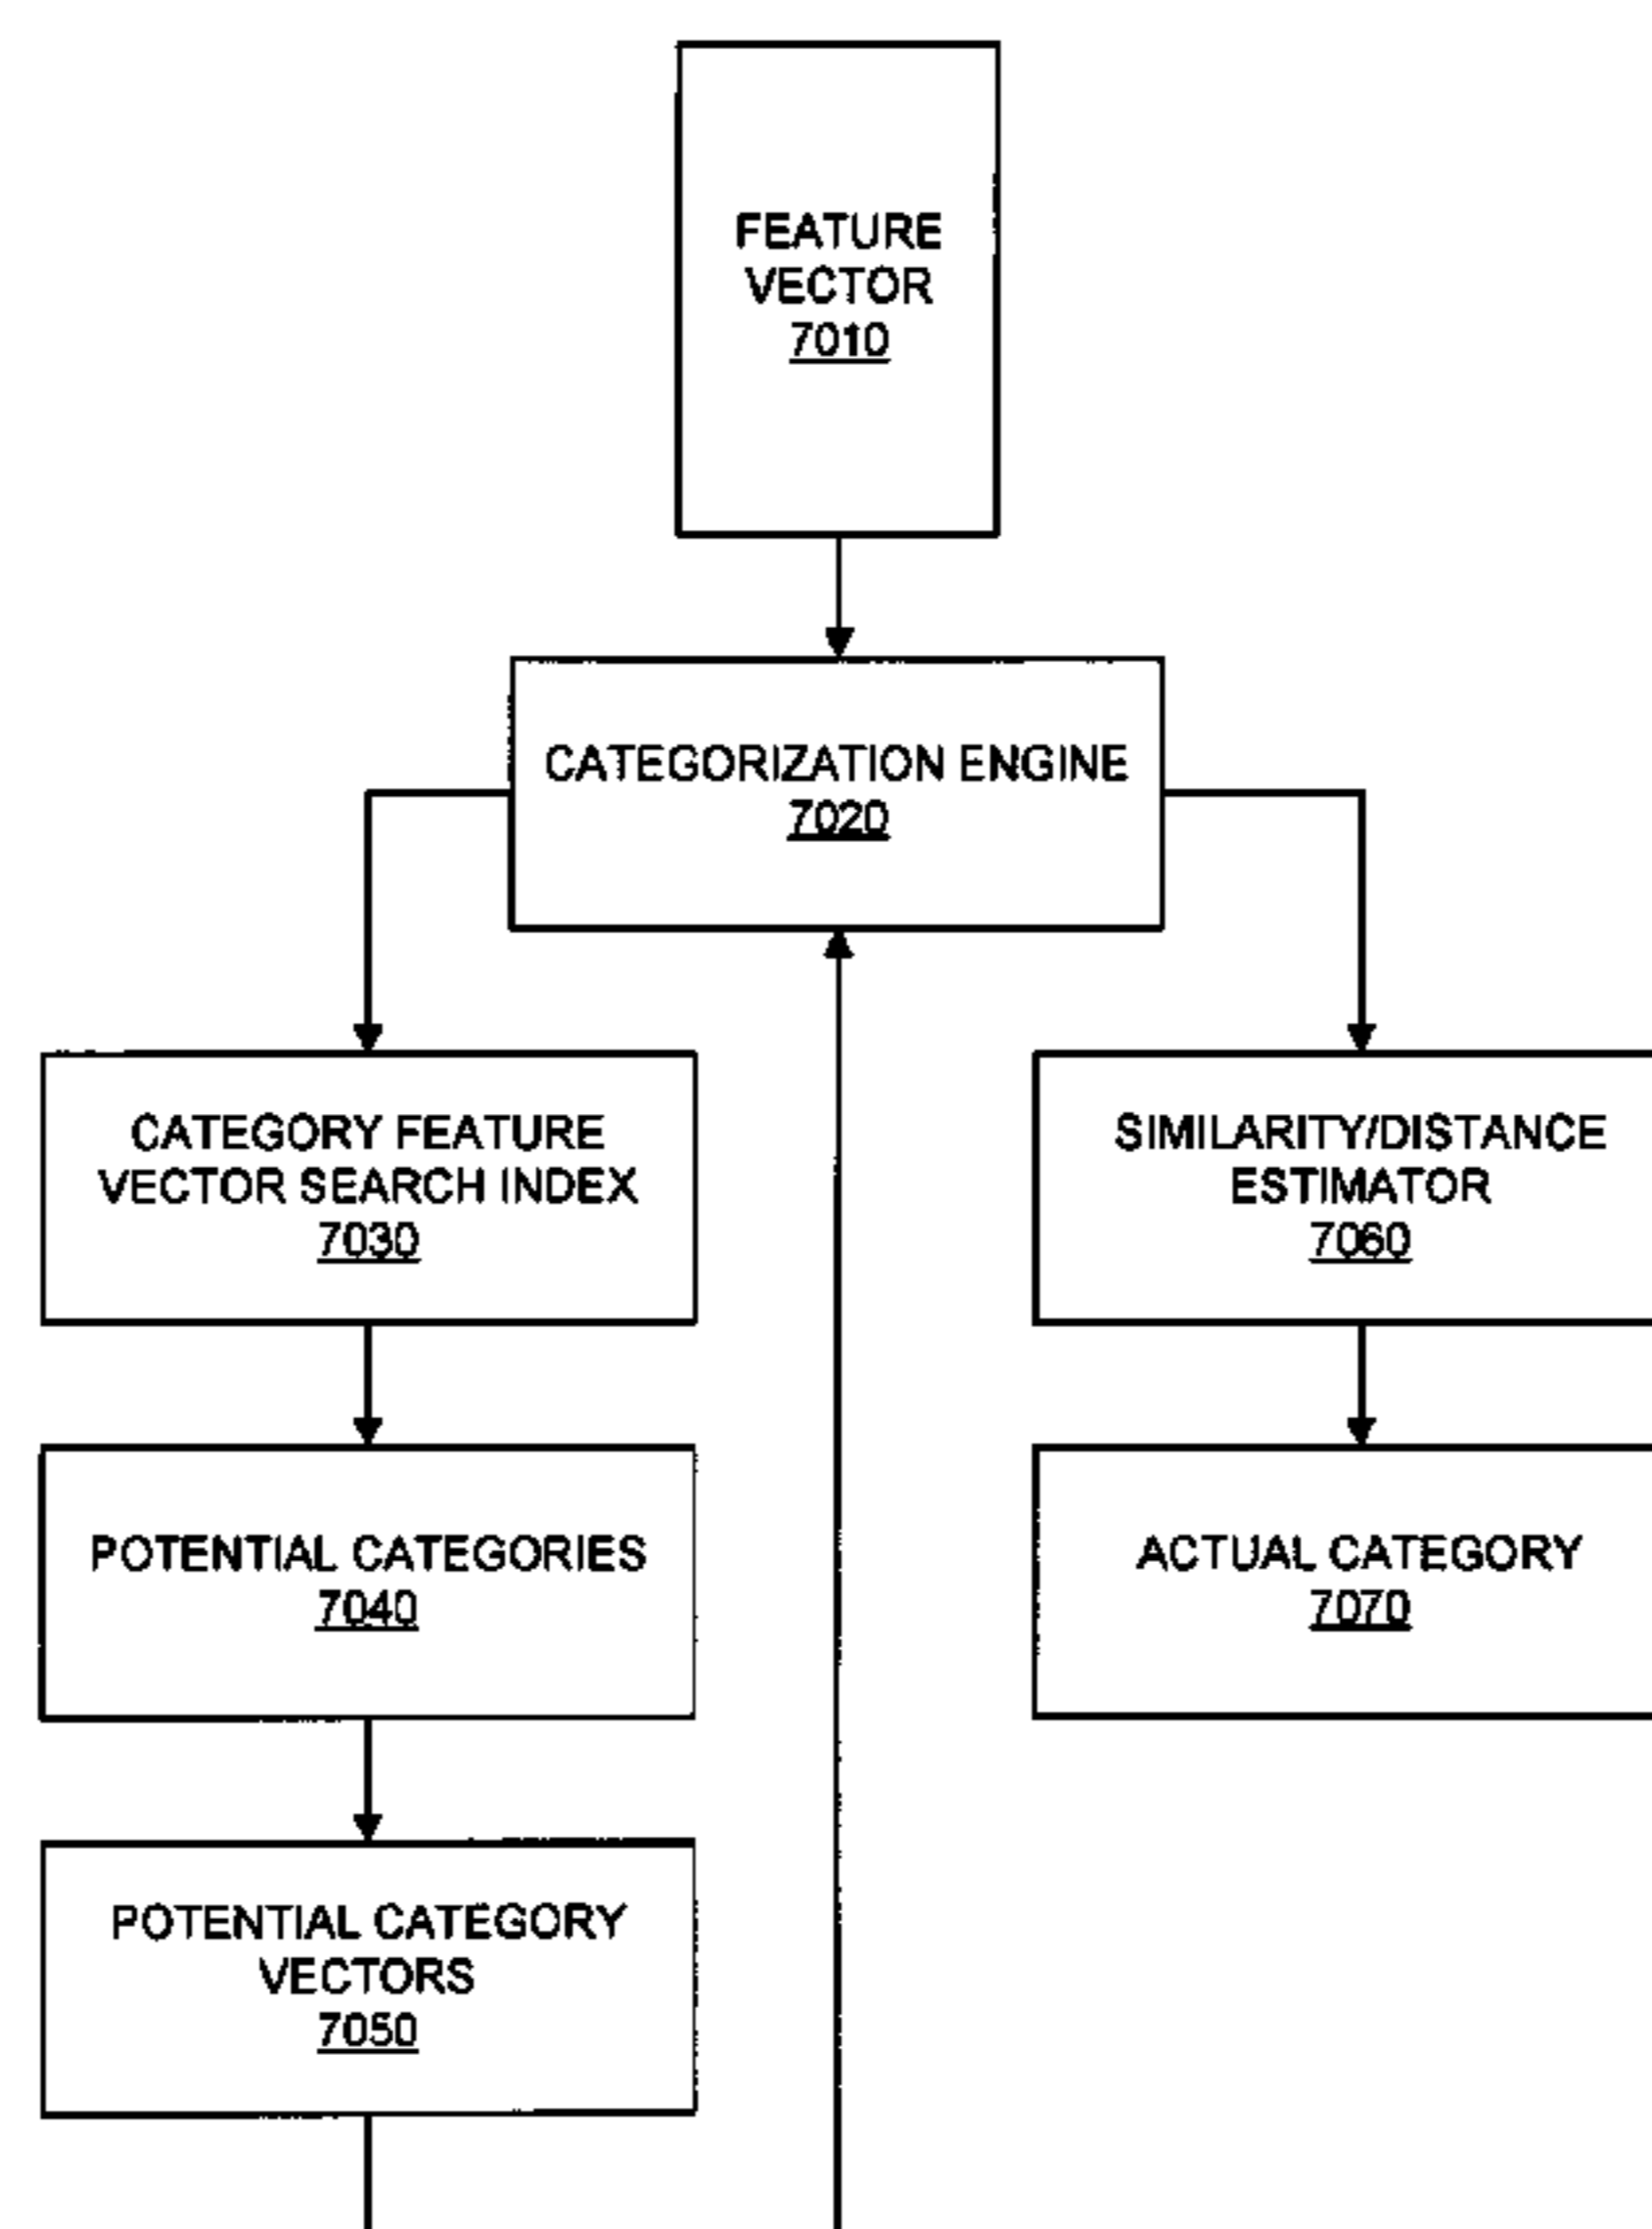 FEATURE
VECTOR
7010
CATEGORIZATION ENGINE
7020
CATEGORY FEATURE
VECTOR SEARCH INDEX
7030
SIMILARITY/DISTANCE
ESTIMATOR
7060
POTENTIAL CATEGORIES
7040
ACTUAL CATEGORY
7070
POTENTIAL CATEGORY
VECTORS
7050